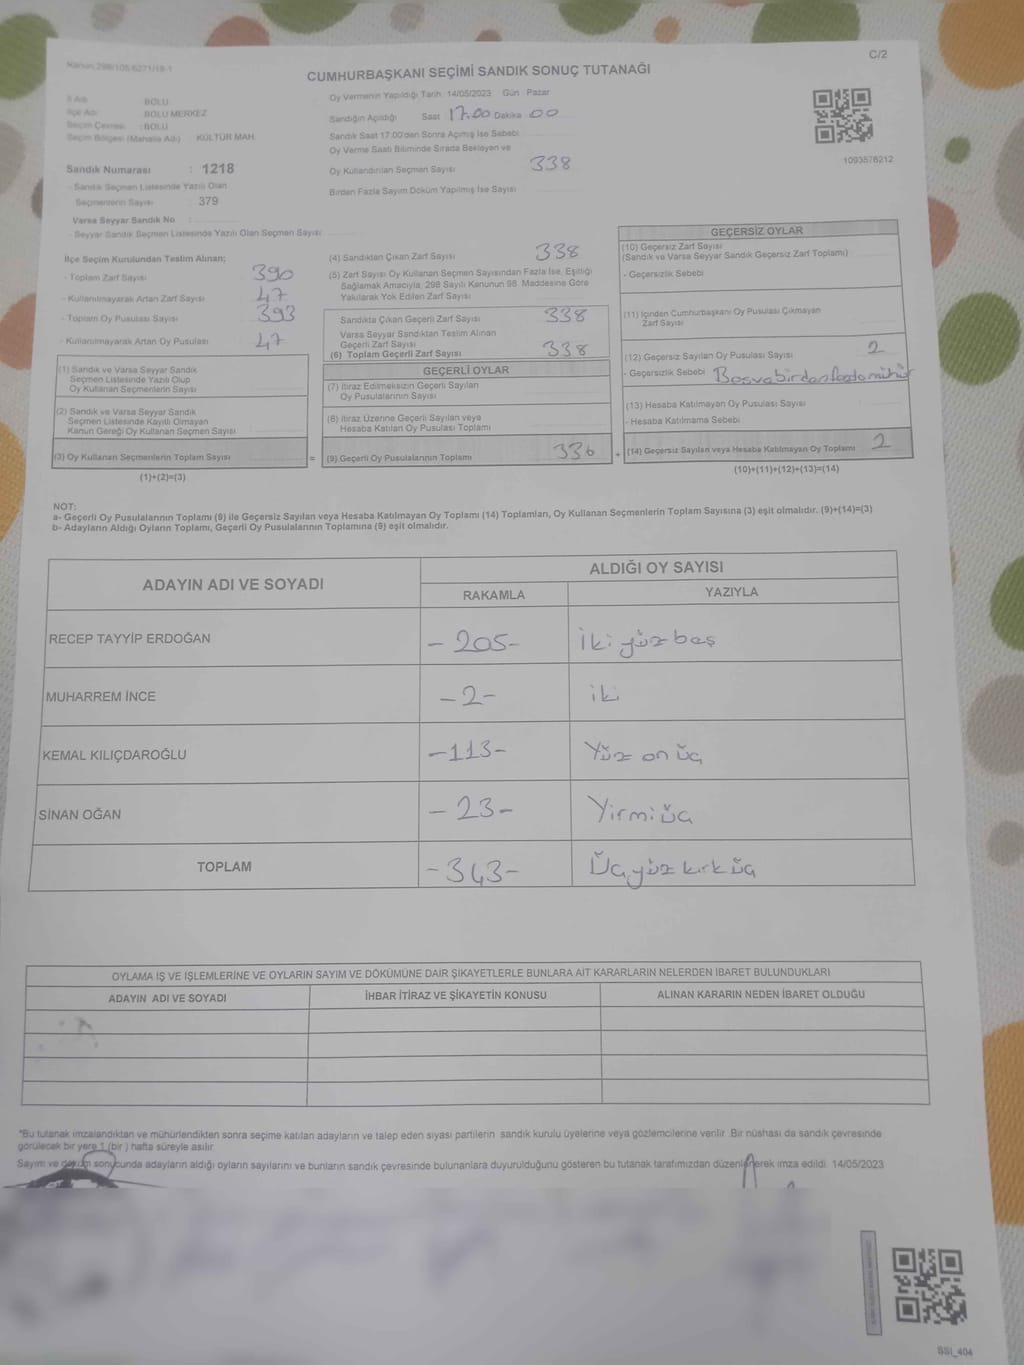 C/2
Kanun:298/105-6271/18-1
CUMHURBAŞKANI SEÇİMİ SANDIK SONUÇ TUTANAĞI
İl Adı : BOLU
İlçe Adı : BOLU MERKEZ
Seçim Çevresi : BOLU
Seçim Bölgesi (Mahalle Adı) : KÜLTÜR MAH.
Sandık Numarası : 1218
- Sandık Seçmen Listesinde Yazılı Olan
Seçmenlerin Sayısı : 379
Varsa Seyyar Sandık No :
- Seyyar Sandık Seçmen Listesinde Yazılı Olan Seçmen Sayısı
Oy Vermenin Yapıldığı Tarih: 14/05/2023 Gün : Pazar
Sandığın Açıldığı Saat 17.00 Dakika 00
Sandık Saat 17:00'den Sonra Açılmış İse Sebebi
Oy Verme Saati Bitiminde Sırada Bekleyen ve
Oy Kullandırılan Seçmen Sayısı 338
Birden Fazla Sayım Döküm Yapılmış İse Sayısı
1093578212
İlçe Seçim Kurulundan Teslim Alınan;
- Toplam Zarf Sayısı 390
- Kullanılmayarak Artan Zarf Sayısı 47
- Toplam Oy Pusulası Sayısı 393
- Kullanılmayarak Artan Oy Pusulası 47
(1) Sandık ve Varsa Seyyar Sandık
Seçmen Listesinde Yazılı Olup
Oy Kullanan Seçmenlerin Sayısı
(2) Sandık ve Varsa Seyyar Sandık
Seçmen Listesinde Kayıtlı Olmayan
Kanun Gereği Oy Kullanan Seçmen Sayısı
(3) Oy Kullanan Seçmenlerin Toplam Sayısı
(1)+(2)=(3)
(4) Sandıktan Çıkan Zarf Sayısı 338
(5) Zarf Sayısı Oy Kullanan Seçmen Sayısından Fazla İse, Eşitliği
Sağlamak Amacıyla, 298 Sayılı Kanunun 98. Maddesine Göre
Yakılarak Yok Edilen Zarf Sayısı
Sandıkta Çıkan Geçerli Zarf Sayısı 338
Varsa Seyyar Sandıktan Teslim Alınan
Geçerli Zarf Sayısı
(6) Toplam Geçerli Zarf Sayısı 338
GEÇERLİ OYLAR
(7) İtiraz Edilmeksizin Geçerli Sayılan
Oy Pusulalarının Sayısı
(8) İtiraz Üzerine Geçerli Sayılan veya
Hesaba Katılan Oy Pusulası Toplamı
= (9) Geçerli Oy Pusulalarının Toplamı 336
GEÇERSİZ OYLAR
(10) Geçersiz Zarf Sayısı
(Sandık ve Varsa Seyyar Sandık Geçersiz Zarf Toplamı)
- Geçersizlik Sebebi
(11) İçinden Cumhurbaşkanı Oy Pusulası Çıkmayan
Zarf Sayısı
(12) Geçersiz Sayılan Oy Pusulası Sayısı 2
- Geçersizlik Sebebi Boş ve birden fazla mühür
(13) Hesaba Katılmayan Oy Pusulası Sayısı
- Hesaba Katılmama Sebebi
+ (14) Geçersiz Sayılan veya Hesaba Katılmayan Oy Toplamı 2
(10)+(11)+(12)+(13)=(14)
NOT:
a- Geçerli Oy Pusulalarının Toplamı (9) ile Geçersiz Sayılan veya Hesaba Katılmayan Oy Toplamı (14) Toplamları, Oy Kullanan Seçmenlerin Toplam Sayısına (3) eşit olmalıdır. (9)+(14)=(3)
b- Adayların Aldığı Oyların Toplamı, Geçerli Oy Pusulalarının Toplamına (9) eşit olmalıdır.
ADAYIN ADI VE SOYADI ALDIĞI OY SAYISI
RAKAMLA YAZIYLA
RECEP TAYYİP ERDOĞAN -205- İki yüz beş
MUHARREM İNCE -2- iki
KEMAL KILIÇDAROĞLU -113- Yüz on üç
SİNAN OĞAN -23- Yirmi üç
TOPLAM -343- Üç yüz kırk üç
OYLAMA İŞ VE İŞLEMLERİNE VE OYLARIN SAYIM VE DÖKÜMÜNE DAİR ŞİKAYETLERLE BUNLARA AİT KARARLARIN NELERDEN İBARET BULUNDUKLARI
ADAYIN ADI VE SOYADI İHBAR İTİRAZ VE ŞİKAYETİN KONUSU ALINAN KARARIN NEDEN İBARET OLDUĞU
*Bu tutanak imzalandıktan ve mühürlendikten sonra seçime katılan adayların ve talep eden siyasi partilerin sandık kurulu üyelerine veya gözlemcilerine verilir. Bir nüshası da sandık çevresinde
görülecek bir yere 1 (bir) hafta süreyle asılır.
Sayım ve döküm sonucunda adayların aldığı oyların sayılarını ve bunların sandık çevresinde bulunanlara duyurulduğunu gösteren bu tutanak tarafımızdan düzenlenerek imza edildi. 14/05/2023
SSI_404